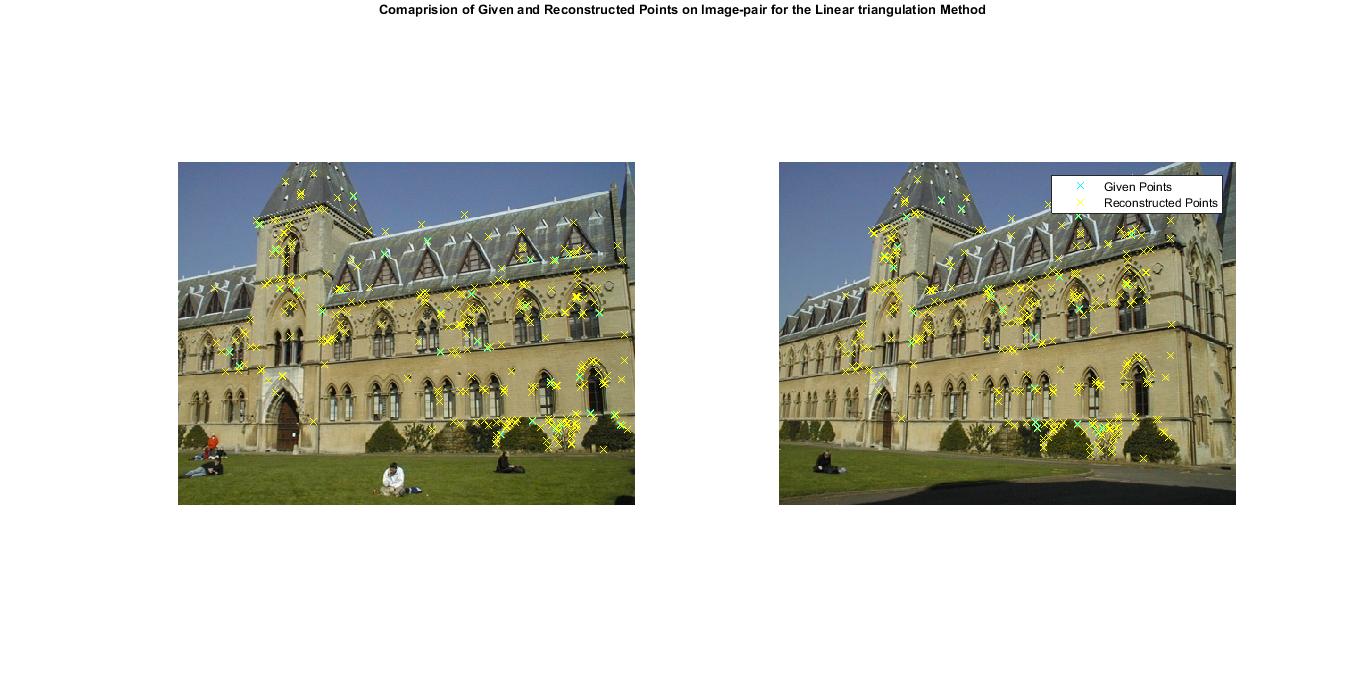 Comaprision of Given and Reconstructed Points on Image-pair for the Linear triangulation Method
Given Points
Reconstructed Points